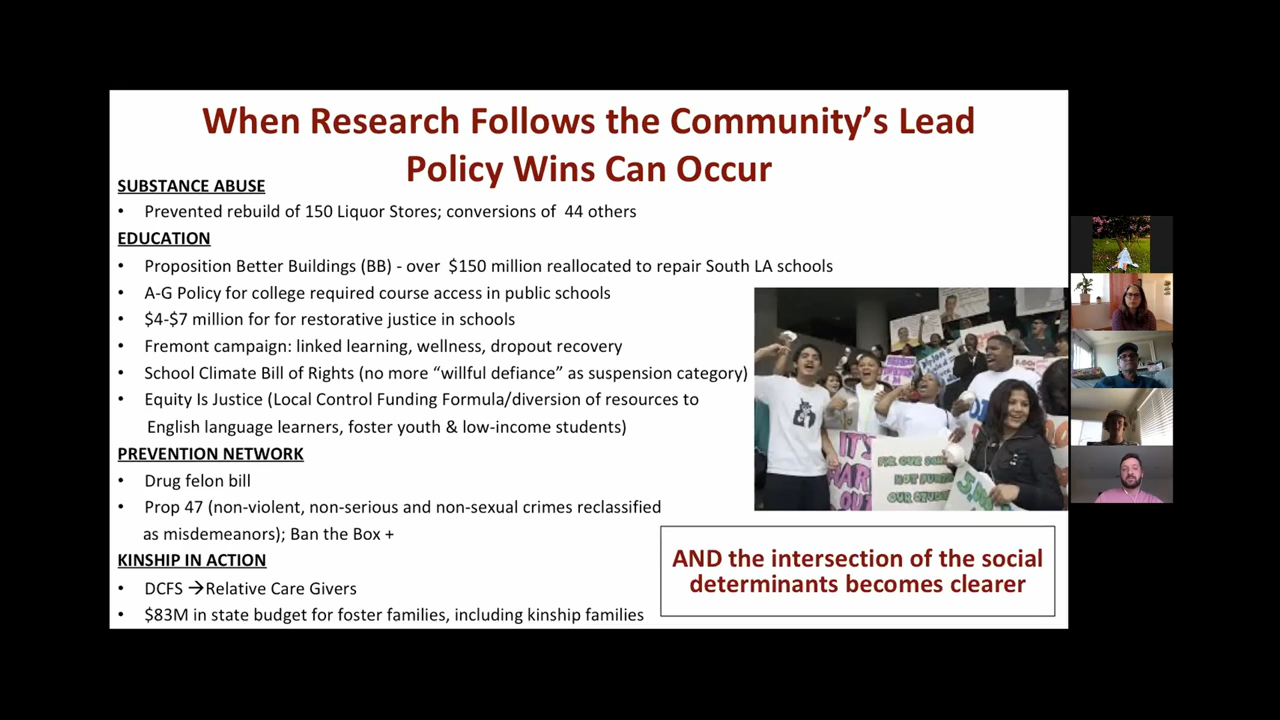 When Research Follows the Community's Lead
Policy Wins Can Occur
SUBSTANCE ABUSE
• Prevented rebuild of 150 Liquor Stores; conversions of 44 others
EDUCATION
• Proposition Better Buildings (BB) - over $150 million reallocated to repair South LA schools
• A-G Policy for college required course access in public schools
• $4-$7 million for for restorative justice in schools
• Fremont campaign: linked learning, wellness, dropout recovery
• School Climate Bill of Rights (no more “willful defiance” as suspension category)
• Equity Is Justice (Local Control Funding Formula/diversion of resources to
English language learners, foster youth & low-income students)
PREVENTION NETWORK
• Drug felon bill
• Prop 47 (non-violent, non-serious and non-sexual crimes reclassified
as misdemeanors); Ban the Box +
KINSHIP IN ACTION
• DCFS →Relative Care Givers
• $83M in state budget for foster families, including kinship families
IT'S
OUR
NOT
OUR
AND the intersection of the social
determinants becomes clearer